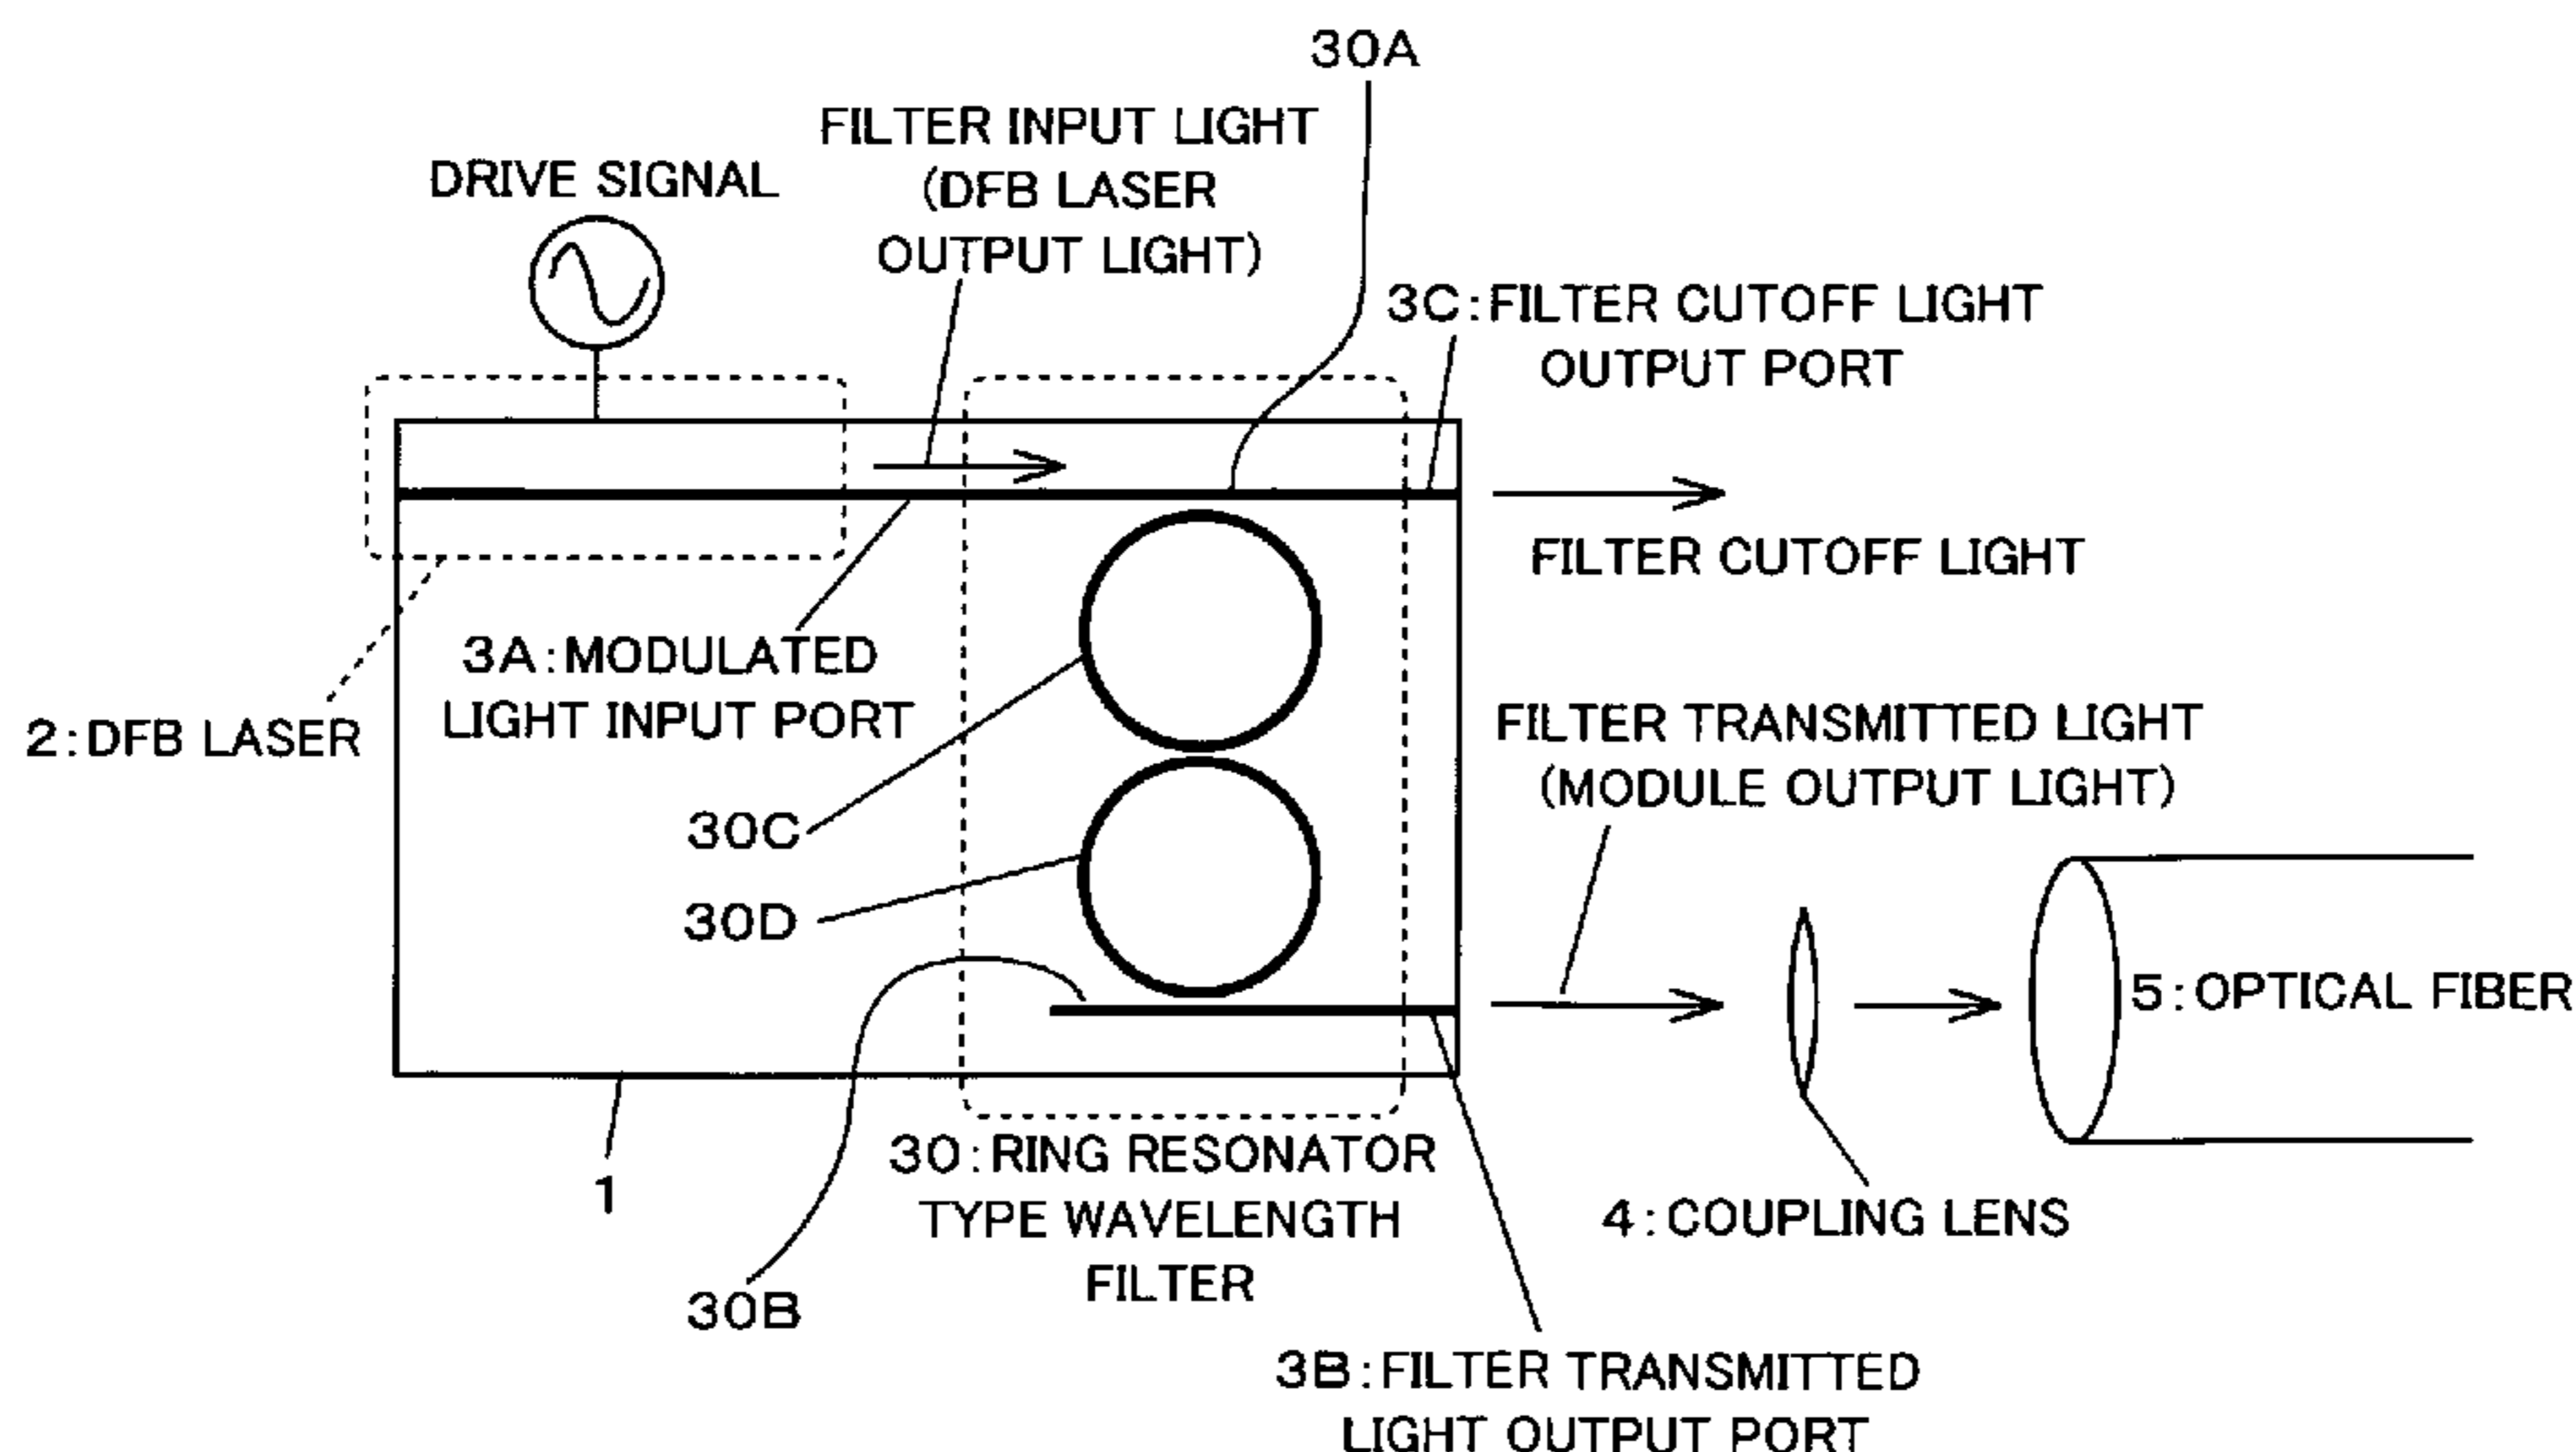 30A
FILTER INPUT LIGHT
(DFB LASER
OUTPUT LIGHT)
DRIVE SIGNAL
3C:FILTER CUTOFF LIGHT
OUTPUT PORT
FILTER CUTOFF LIGHT
3A:MODULATED
LIGHT INPUT PORT
2:DFB LASER
FILTER TRANSMITTED LIGHT
(MODULE OUTPUT LIGHT)
30C
30D
5:OPTICAL FIBER
30:RING RESONATOR
TYPE WAVELENGTH
FILTER
1
4:COUPLING LENS
30B
3B:FILTER TRANSMITTED
LIGHT OUTPUT PORT